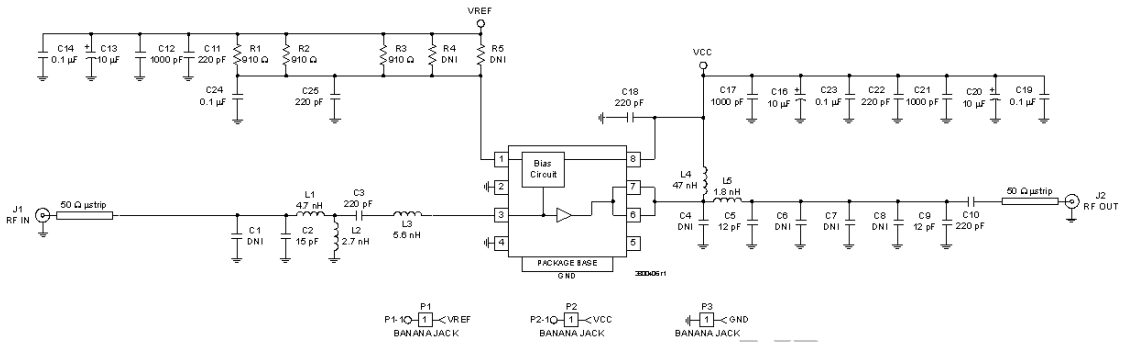 VREF
C14
0.1 µF
C13
10 µF
C12
1000 pF
C11
220 pF
R1
910 Ω
R2
910 Ω
R3
910 Ω
R4
DNI
R5
DNI
C24
0.1 µF
C25
220 pF
VCC
C18
220 pF
C17
1000 pF
C16
10 µF
C23
0.1 µF
C22
220 pF
C21
1000 pF
C20
10 µF
C19
0.1 µF
1
2
3
4
Bias
Circuit
8
7
6
5
PACKAGE BASE
GND
L4
47 nH
L5
1.8 nH
J1
RF IN
50 Ω µstrip
C1
DNI
C2
15 pF
L1
4.7 nH
C3
220 pF
L2
2.7 nH
L3
5.6 nH
C4
DNI
C5
12 pF
C6
DNI
C7
DNI
C8
DNI
C9
12 pF
C10
220 pF
50 Ω µstrip
J2
RF OUT
P1
P1-1 1 VREF
BANANA JACK
P2
P2-1 1 VCC
BANANA JACK
P3
1 GND
BANANA JACK